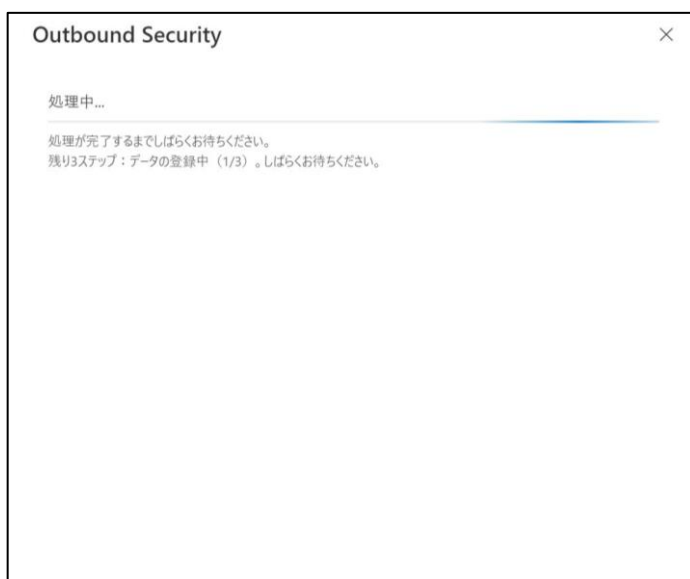 Outbound Security
処理中...
処理が完了するまでしばらくお待ちください。
残り3ステップ：データの登録中（1/3）。しばらくお待ちください。